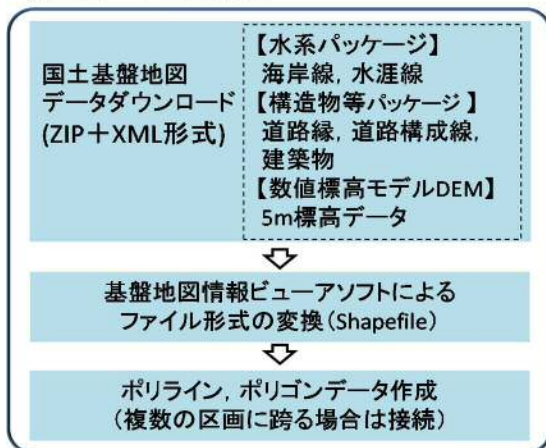 国土基盤地図
データダウンロード
(ZIP＋XML形式)
【水系パッケージ】
海岸線, 水涯線
【構造物等パッケージ】
道路縁, 道路構成線,
建築物
【数値標高モデルDEM】
5m標高データ
基盤地図情報ビューアソフトによる
ファイル形式の変換(Shapefile)
ポリライン, ポリゴンデータ作成
(複数の区画に跨る場合は接続)